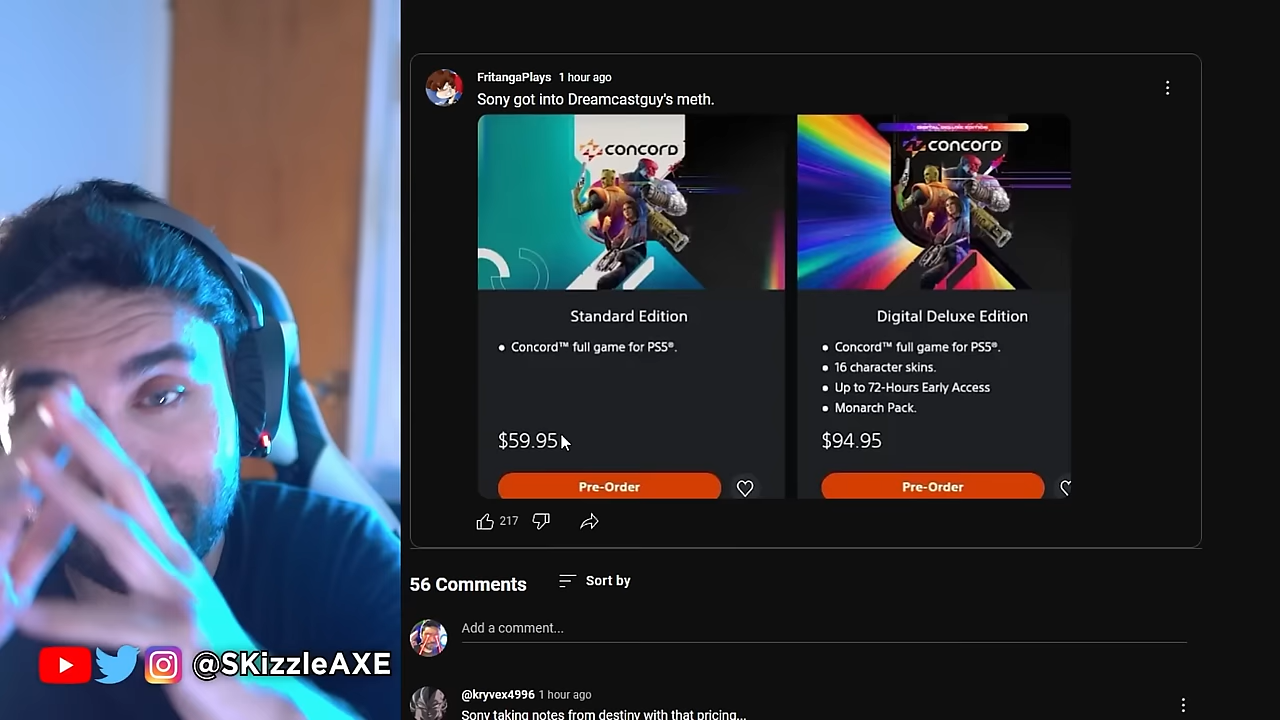 FritangaPlays 1 hour ago
Sony got into Dreamcastguy's meth.
CONCORD
DIGITAL DELUXE EDITION
CONCORD
Standard Edition
• Concord™ full game for PS5®.
$59.95
Pre-Order
Digital Deluxe Edition
• Concord™ full game for PS5®.
• 16 character skins.
• Up to 72-Hours Early Access
• Monarch Pack.
$94.95
Pre-Order
217
56 Comments
Sort by
Add a comment...
@kryvex4996 1 hour ago
Sony taking notes from destiny with that pricing...
@SKizzleAXE